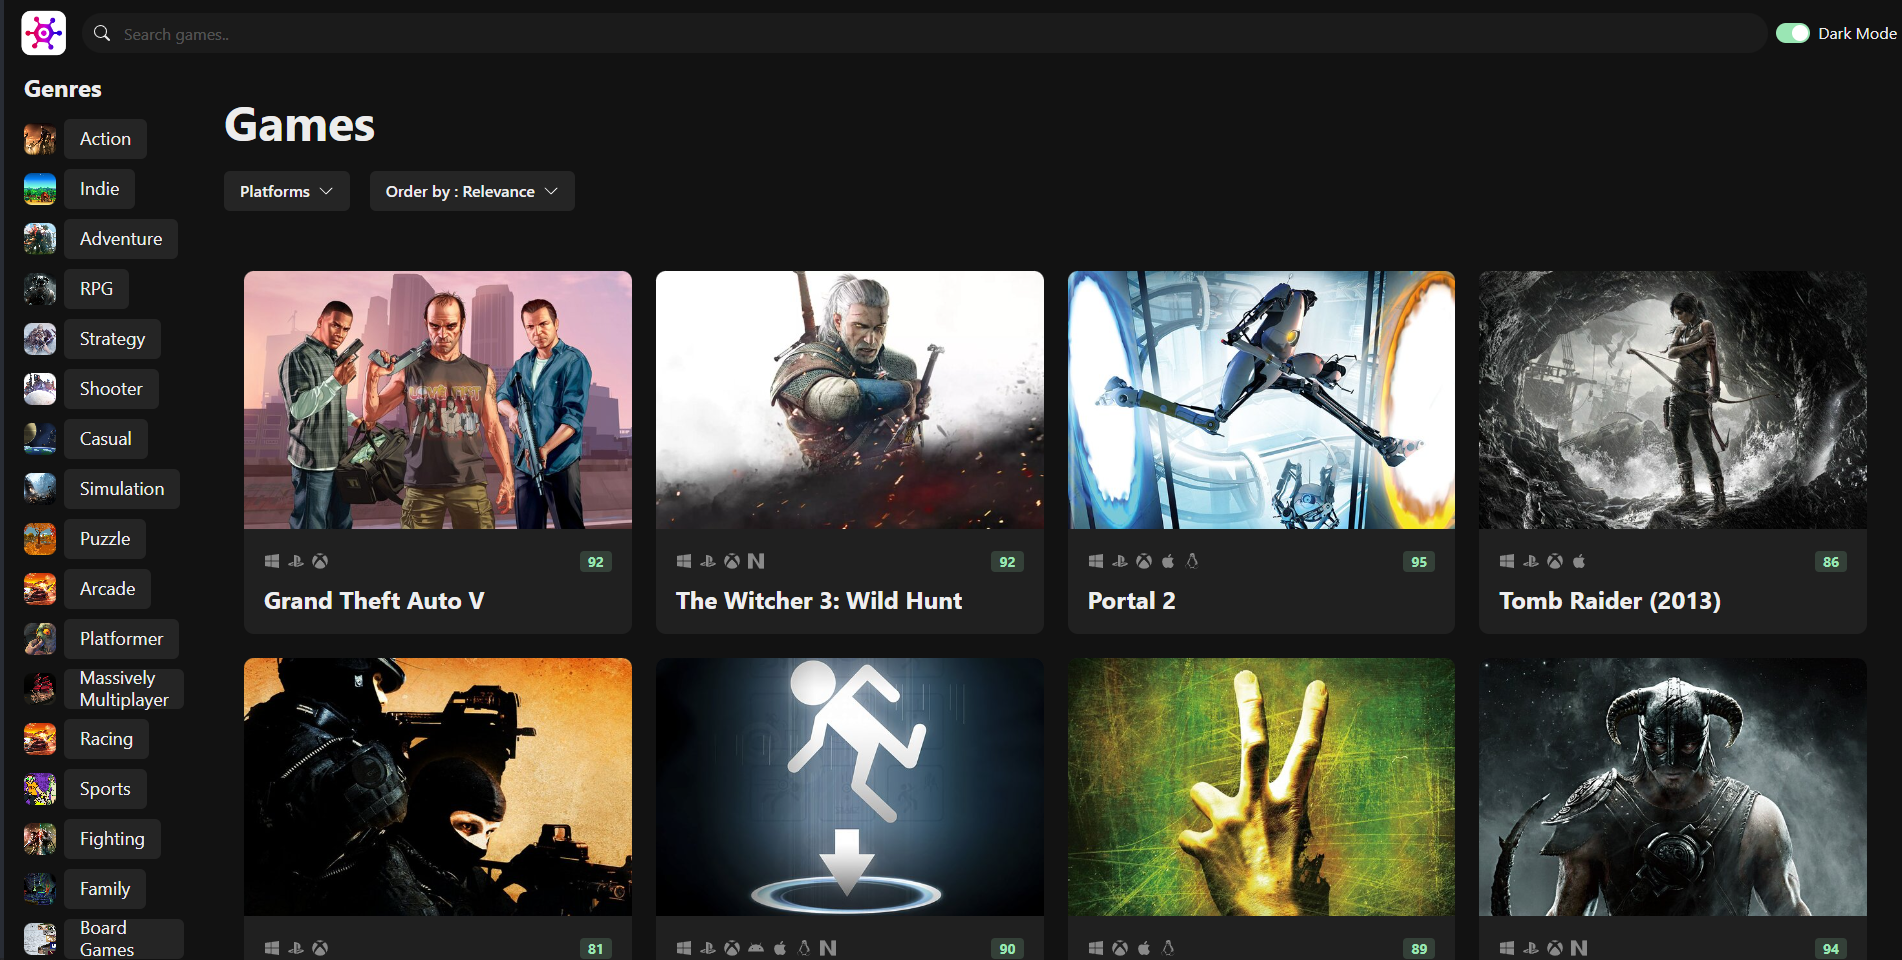 Search games..
Dark Mode
Genres
Action
Indie
Adventure
RPG
Strategy
Shooter
Casual
Simulation
Puzzle
Arcade
Platformer
Massively
Multiplayer
Racing
Sports
Fighting
Family
Board
Games
Games
Platforms
Order by : Relevance
92
Grand Theft Auto V
92
The Witcher 3: Wild Hunt
95
Portal 2
86
Tomb Raider (2013)
81
90
89
94